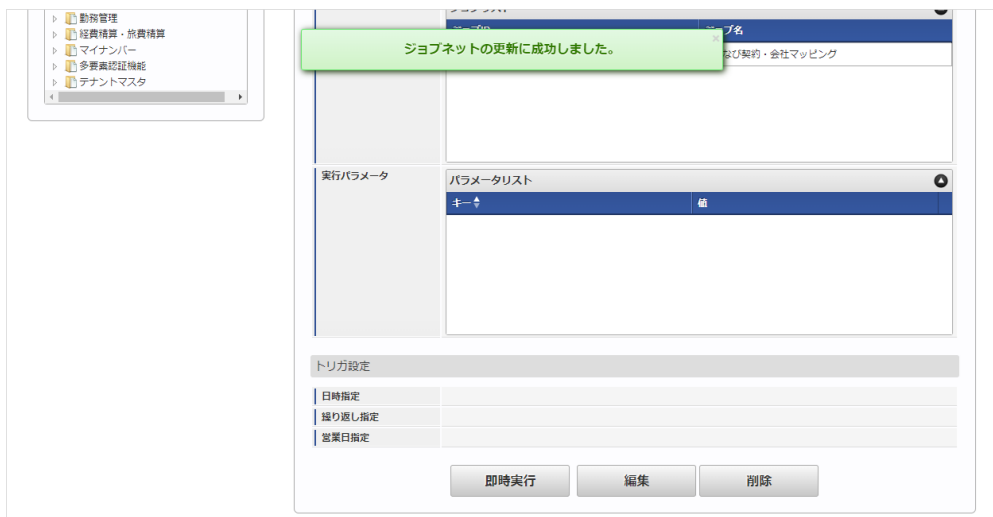 勤務管理
経費精算・旅費精算
マイナンバー
多要素認証機能
テナントマスタ
ジョブネットの更新に成功しました。
ブ名
なび契約・会社マッピング
実行パラメータ
パラメータリスト
キー
値
トリガ設定
日時指定
繰り返し指定
営業日指定
即時実行
編集
削除